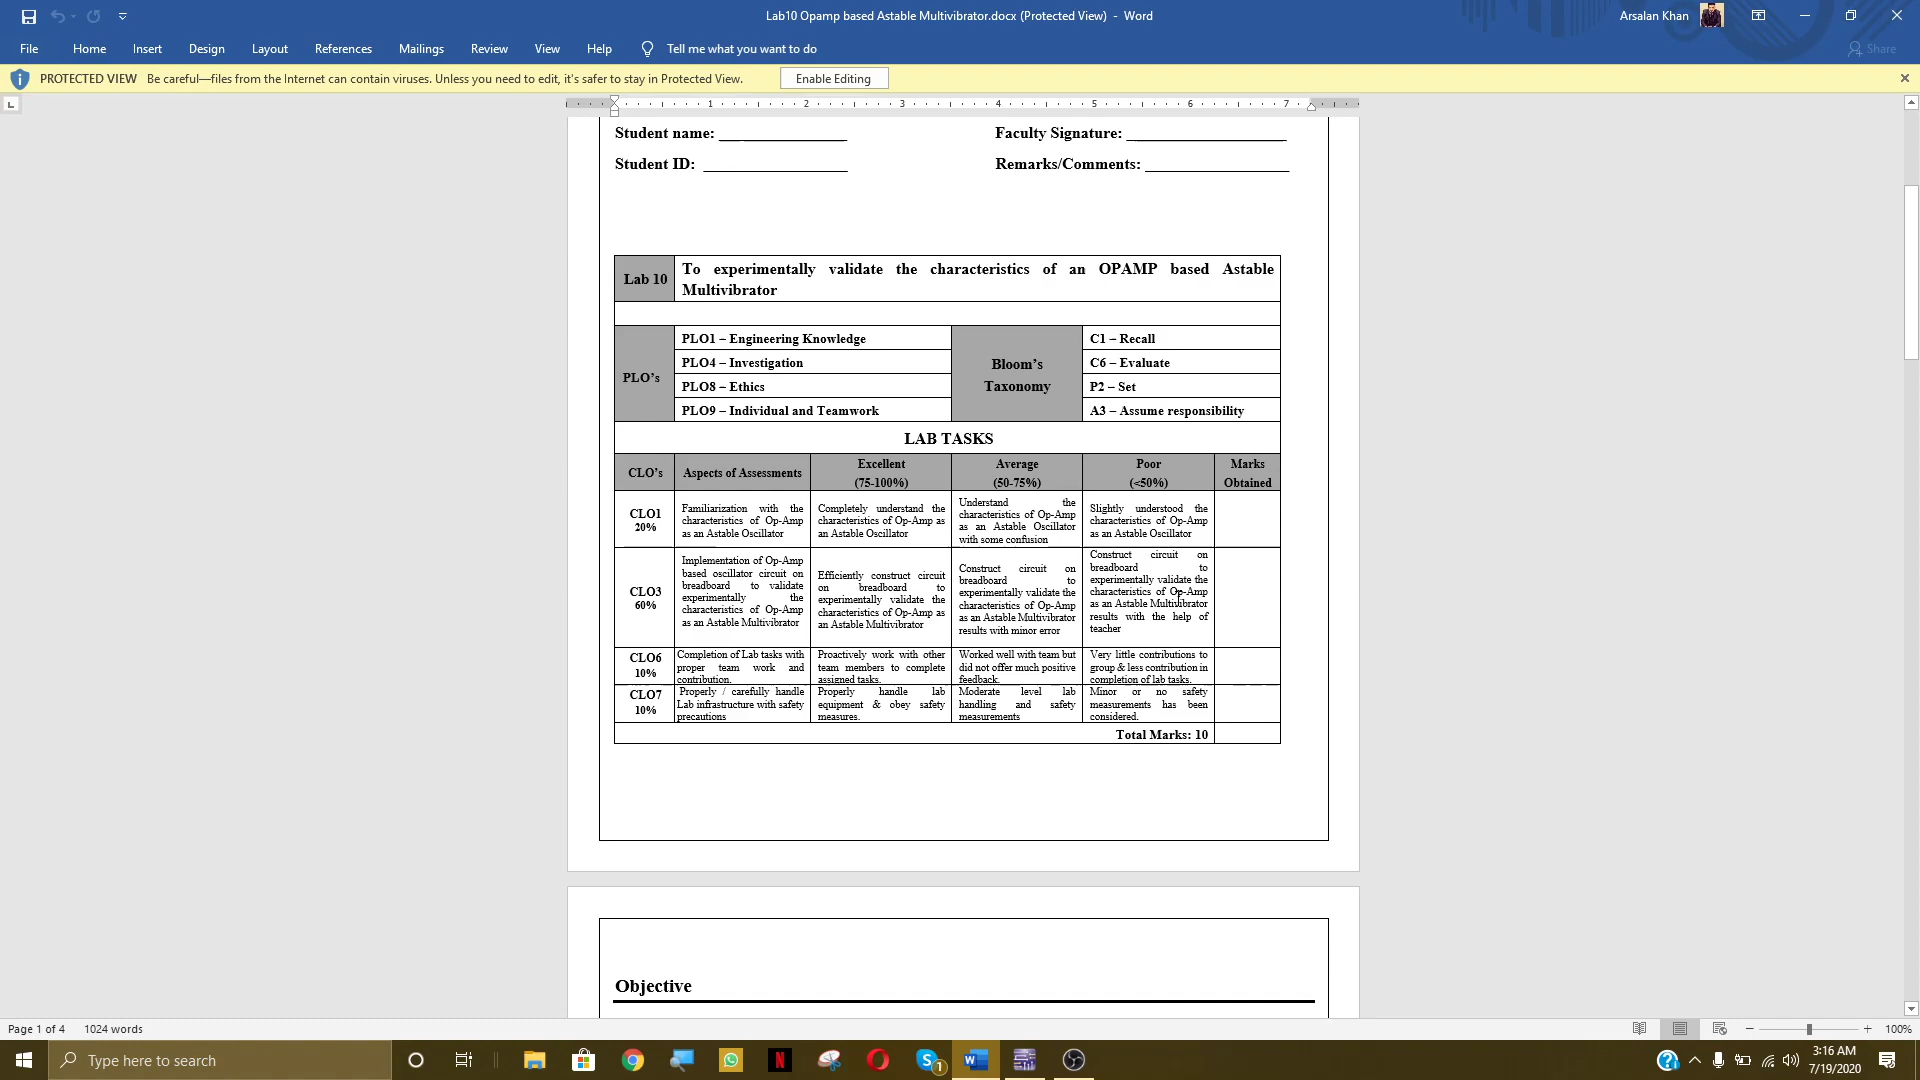 Lab10 Opamp based Astable Multivibrator.docx (Protected View) - Word
Arsalan Khan
File Home Insert Design Layout References Mailings Review View Help Tell me what you want to do
Share
PROTECTED VIEW Be careful—files from the Internet can contain viruses. Unless you need to edit, it's safer to stay in Protected View.
Enable Editing
1 2 3 4 5 6 7
Student name: _______________ Faculty Signature: ___________________
Student ID: _________________ Remarks/Comments: _________________
Lab 10
To experimentally validate the characteristics of an OPAMP based Astable
Multivibrator
PLO's
PLO1 – Engineering Knowledge
PLO4 – Investigation
PLO8 – Ethics
PLO9 – Individual and Teamwork
Bloom's
Taxonomy
C1 – Recall
C6 – Evaluate
P2 – Set
A3 – Assume responsibility
LAB TASKS
CLO's
Aspects of Assessments
Excellent
(75-100%)
Average
(50-75%)
Poor
(<50%)
Marks
Obtained
CLO1
20%
Familiarization with the
characteristics of Op-Amp
as an Astable Oscillator
Completely understand the
characteristics of Op-Amp as
an Astable Oscillator
Understand the
characteristics of Op-Amp
as an Astable Oscillator
with some confusion
Slightly understood the
characteristics of Op-Amp
as an Astable Oscillator
CLO3
60%
Implementation of Op-Amp
based oscillator circuit on
breadboard to validate
experimentally the
characteristics of Op-Amp
as an Astable Multivibrator
Efficiently construct circuit
on breadboard to
experimentally validate the
characteristics of Op-Amp as
an Astable Multivibrator
Construct circuit on
breadboard to
experimentally validate the
characteristics of Op-Amp
as an Astable Multivibrator
results with minor error
Construct circuit on
breadboard to
experimentally validate the
characteristics of Op-Amp
as an Astable Multivibrator
results with the help of
teacher
CLO6
10%
Completion of Lab tasks with
proper team work and
contribution.
Proactively work with other
team members to complete
assigned tasks.
Worked well with team but
did not offer much positive
feedback.
Very little contributions to
group & less contribution in
completion of lab tasks.
CLO7
10%
Properly / carefully handle
Lab infrastructure with safety
precautions
Properly handle lab
equipment & obey safety
measures.
Moderate level lab
handling and safety
measurements
Minor or no safety
measurements has been
considered.
Total Marks: 10
Objective
Page 1 of 4 1024 words
100%
Type here to search
3:16 AM
7/19/2020